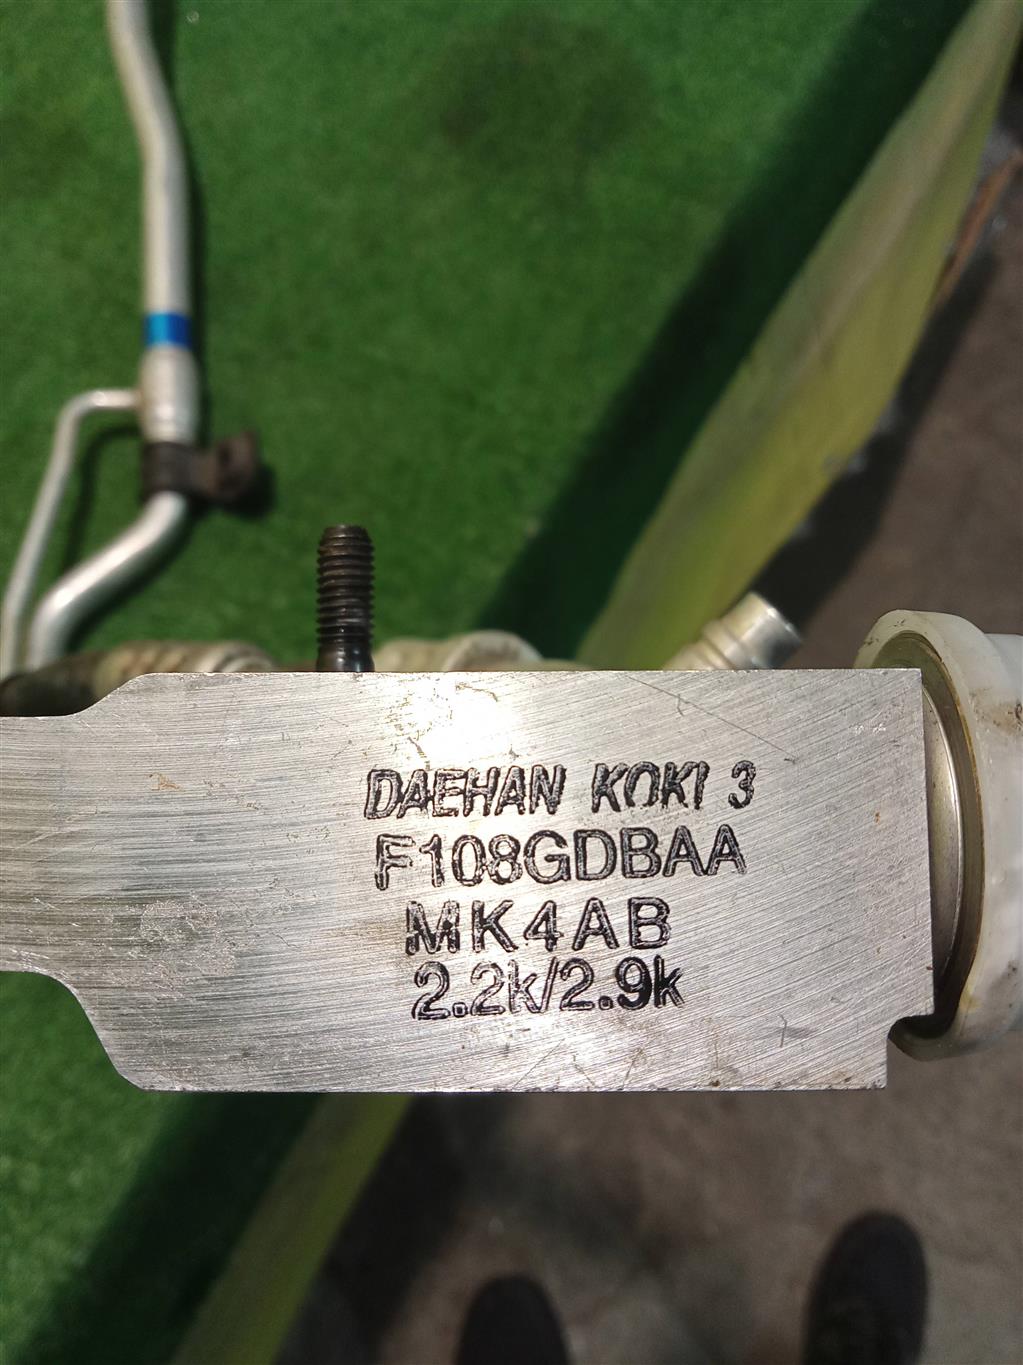 DAEHAN KOKI 3
F108GDBAA
MK4AB
2.2k/2.9k